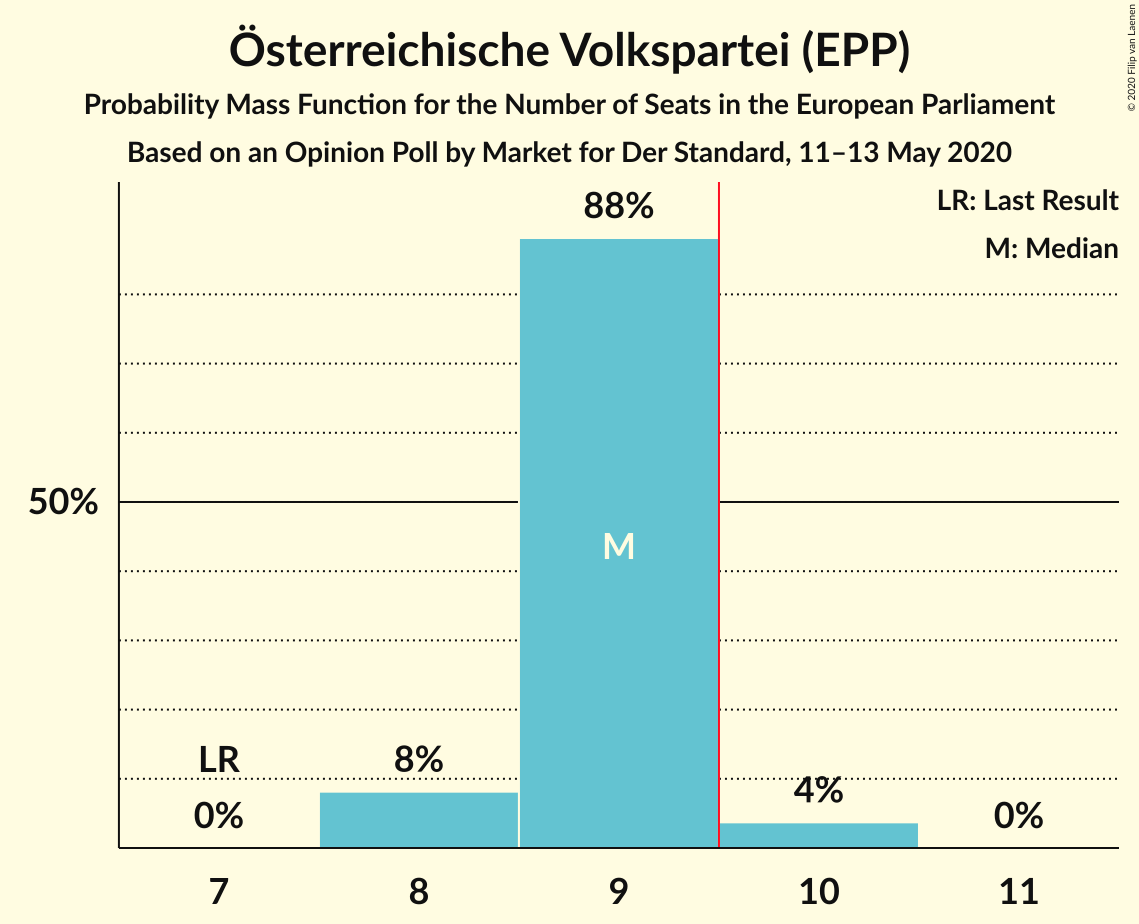 Österreichische Volkspartei (EPP)
Probability Mass Function for the Number of Seats in the European Parliament
Based on an Opinion Poll by Market for Der Standard, 11–13 May 2020
© 2020 Filip van Laenen
LR: Last Result
M: Median
88%
50%
M
LR
8%
4%
0%
0%
7
8
9
10
11